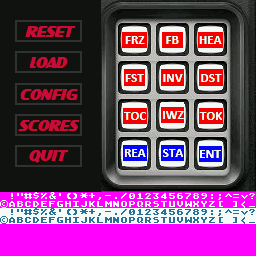 RESET
LOAD
CONFIG
SCORES
QUIT
FRZ FB HEA
FST INV DST
TOC IWZ TOK
REA STA ENT
!"#$%&'()*+,-./0123456789:;^=v?
©ABCDEFGHIJKLMNOPQRSTUVWXYZ[ ]<_
!"#$%&'()*+,-./0123456789:;^=v?
©ABCDEFGHIJKLMNOPQRSTUVWXYZ[ ]<_